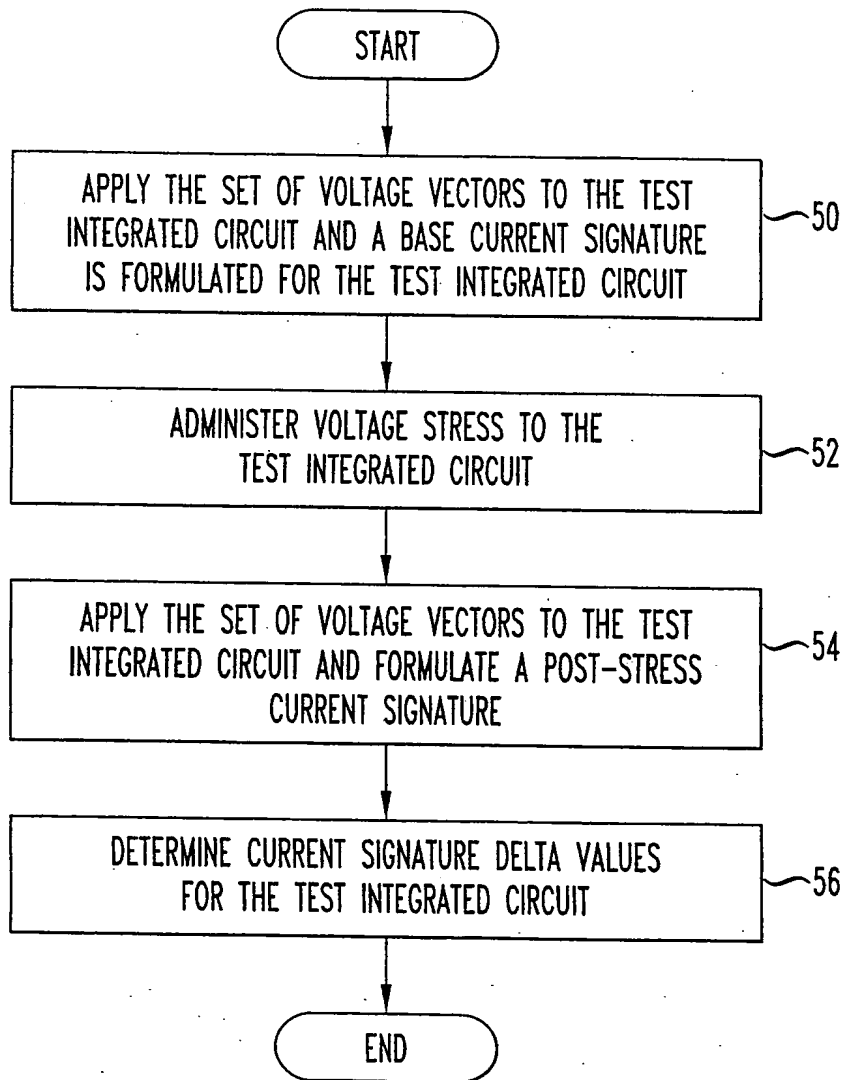 START
APPLY THE SET OF VOLTAGE VECTORS TO THE TEST
INTEGRATED CIRCUIT AND A BASE CURRENT SIGNATURE
IS FORMULATED FOR THE TEST INTEGRATED CIRCUIT
50
ADMINISTER VOLTAGE STRESS TO THE
TEST INTEGRATED CIRCUIT
52
APPLY THE SET OF VOLTAGE VECTORS TO THE TEST
INTEGRATED CIRCUIT AND FORMULATE A POST-STRESS
CURRENT SIGNATURE
54
DETERMINE CURRENT SIGNATURE DELTA VALUES
FOR THE TEST INTEGRATED CIRCUIT
56
END